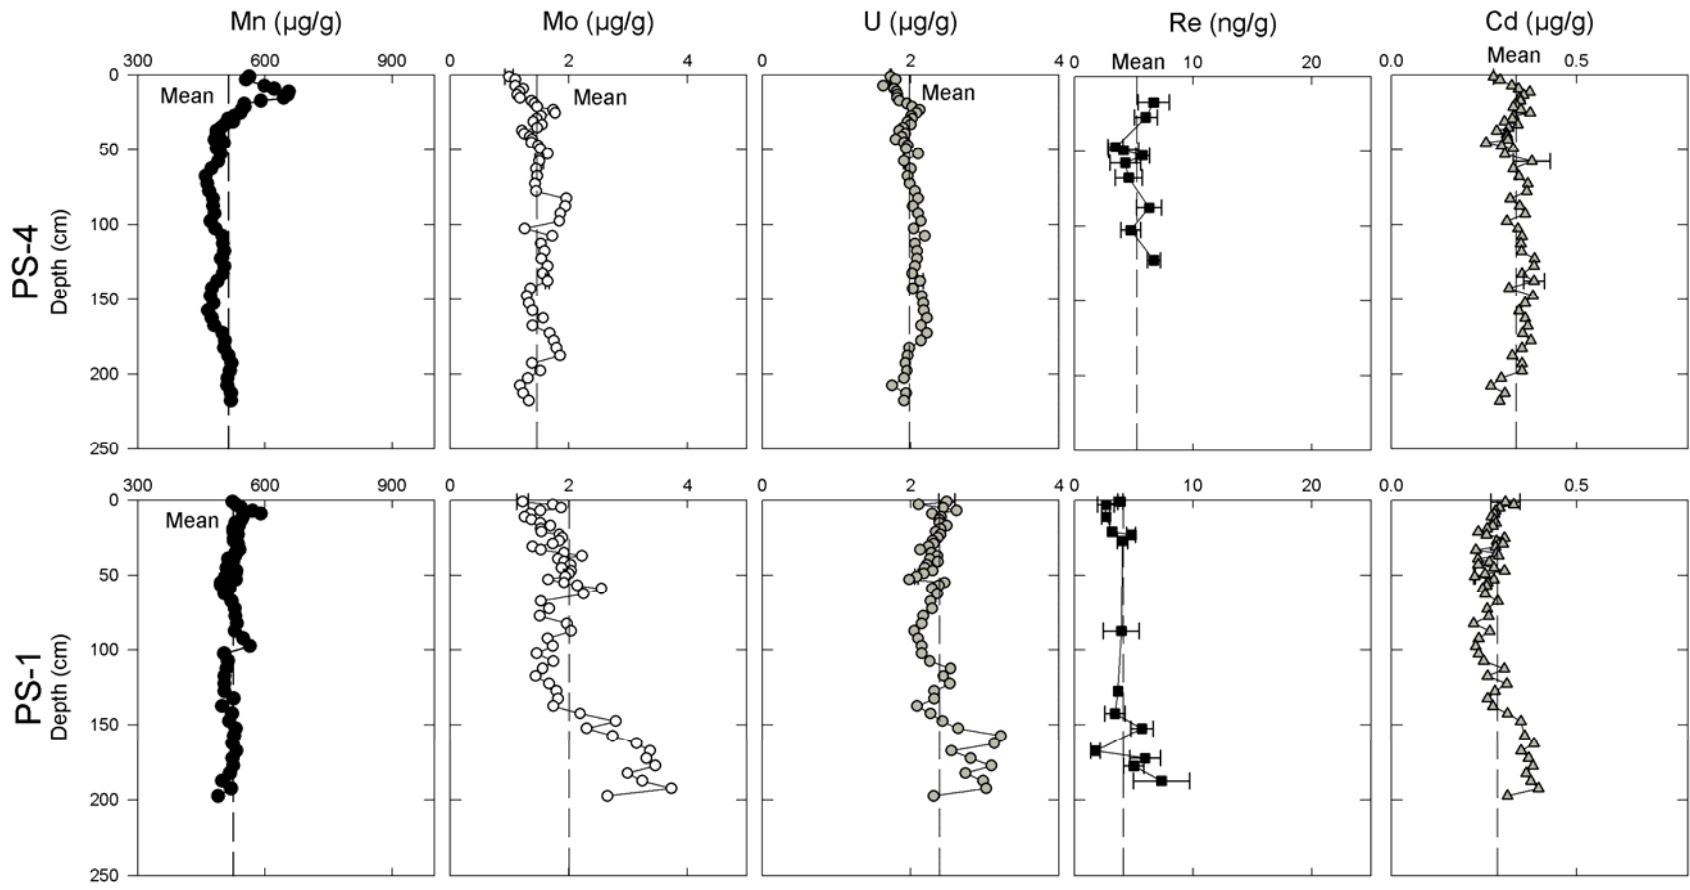 Mn (µg/g) Mo (µg/g) U (µg/g) Re (ng/g) Cd (µg/g)
300 600 900 0 2 4 0 2 4 0 10 20 0.0 0.5
Mean Mean Mean Mean Mean
0
50
100
150
200
250
PS-4
Depth (cm)
300 600 900 0 2 4 0 2 4 0 10 20 0.0 0.5
Mean
0
50
100
150
200
250
PS-1
Depth (cm)